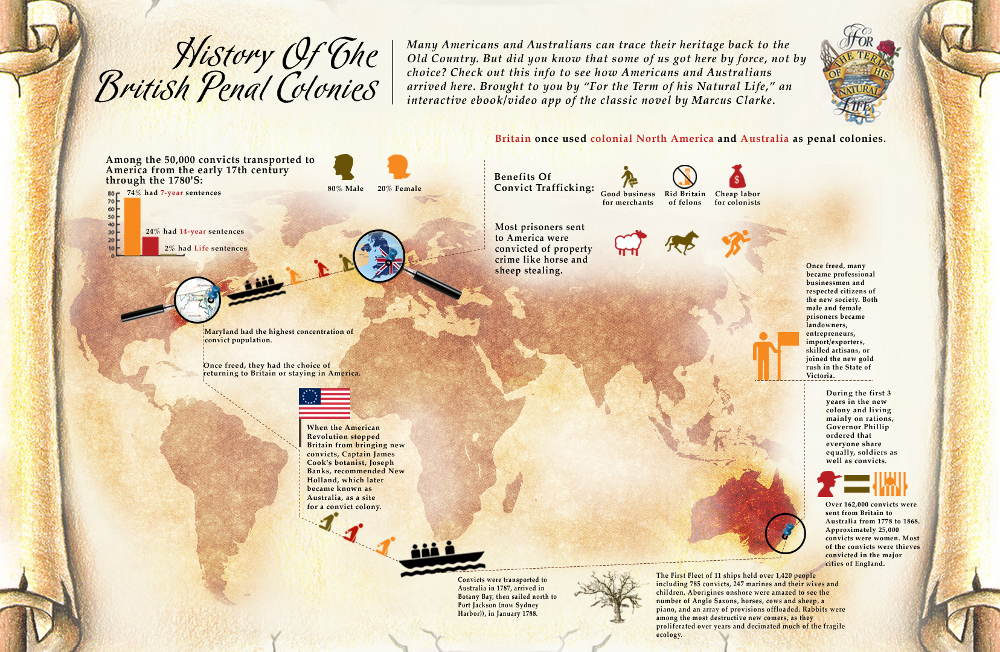 History Of The
British Penal Colonies
Many Americans and Australians can trace their heritage back to the
Old Country. But did you know that some of us got here by force, not by
choice? Check out this info to see how Americans and Australians
arrived here. Brought to you by “For the Term of his Natural Life,” an
interactive ebook/video app of the classic novel by Marcus Clarke.
FOR
THE TERM
OF HIS
NATURAL
LIFE
Britain once used colonial North America and Australia as penal colonies.
Among the 50,000 convicts transported to
America from the early 17th century
through the 1780'S:
80% Male
20% Female
80
70
60
50
40
30
20
10
0
74% had 7-year sentences
24% had 14-year sentences
2% had Life sentences
Benefits Of
Convict Trafficking:
Good business
for merchants
Rid Britain
of felons
$
Cheap labor
for colonists
Most prisoners sent
to America were
convicted of property
crime like horse and
sheep stealing.
Maryland had the highest concentration of
convict population.
Once freed, they had the choice of
returning to Britain or staying in America.
When the American
Revolution stopped
Britain from bringing new
convicts, Captain James
Cook's botanist, Joseph
Banks, recommended New
Holland, which later
became known as
Australia, as a site
for a convict colony.
Once freed, many
became professional
businessmen and
respected citizens of
the new society. Both
male and female
prisoners became
landowners,
entrepreneurs,
import/exporters,
skilled artisans, or
joined the new gold
rush in the State of
Victoria.
During the first 3
years in the new
colony and living
mainly on rations,
Governor Phillip
ordered that
everyone share
equally, soldiers as
well as convicts.
Over 162,000 convicts were
sent from Britain to
Australia from 1778 to 1868.
Approximately 25,000
convicts were women. Most
of the convicts were thieves
convicted in the major
cities of England.
Convicts were transported to
Australia in 1787, arrived in
Botany Bay, then sailed north to
Port Jackson (now Sydney
Harbor)), in January 1788.
The First Fleet of 11 ships held over 1,420 people
including 785 convicts, 247 marines and their wives and
children. Aborigines onshore were amazed to see the
number of Anglo Saxons, horses, cows and sheep, a
piano, and an array of provisions offloaded. Rabbits were
among the most destructive new comers, as they
proliferated over years and decimated much of the fragile
ecology.